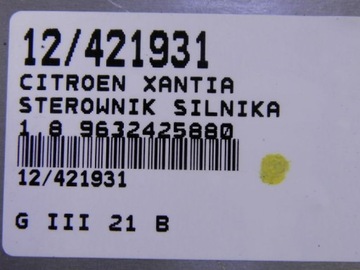 12/421931
CITROEN XANTIA
STEROWNIK SILNIKA
1.8 9632425880
12/421931
G III 21 B